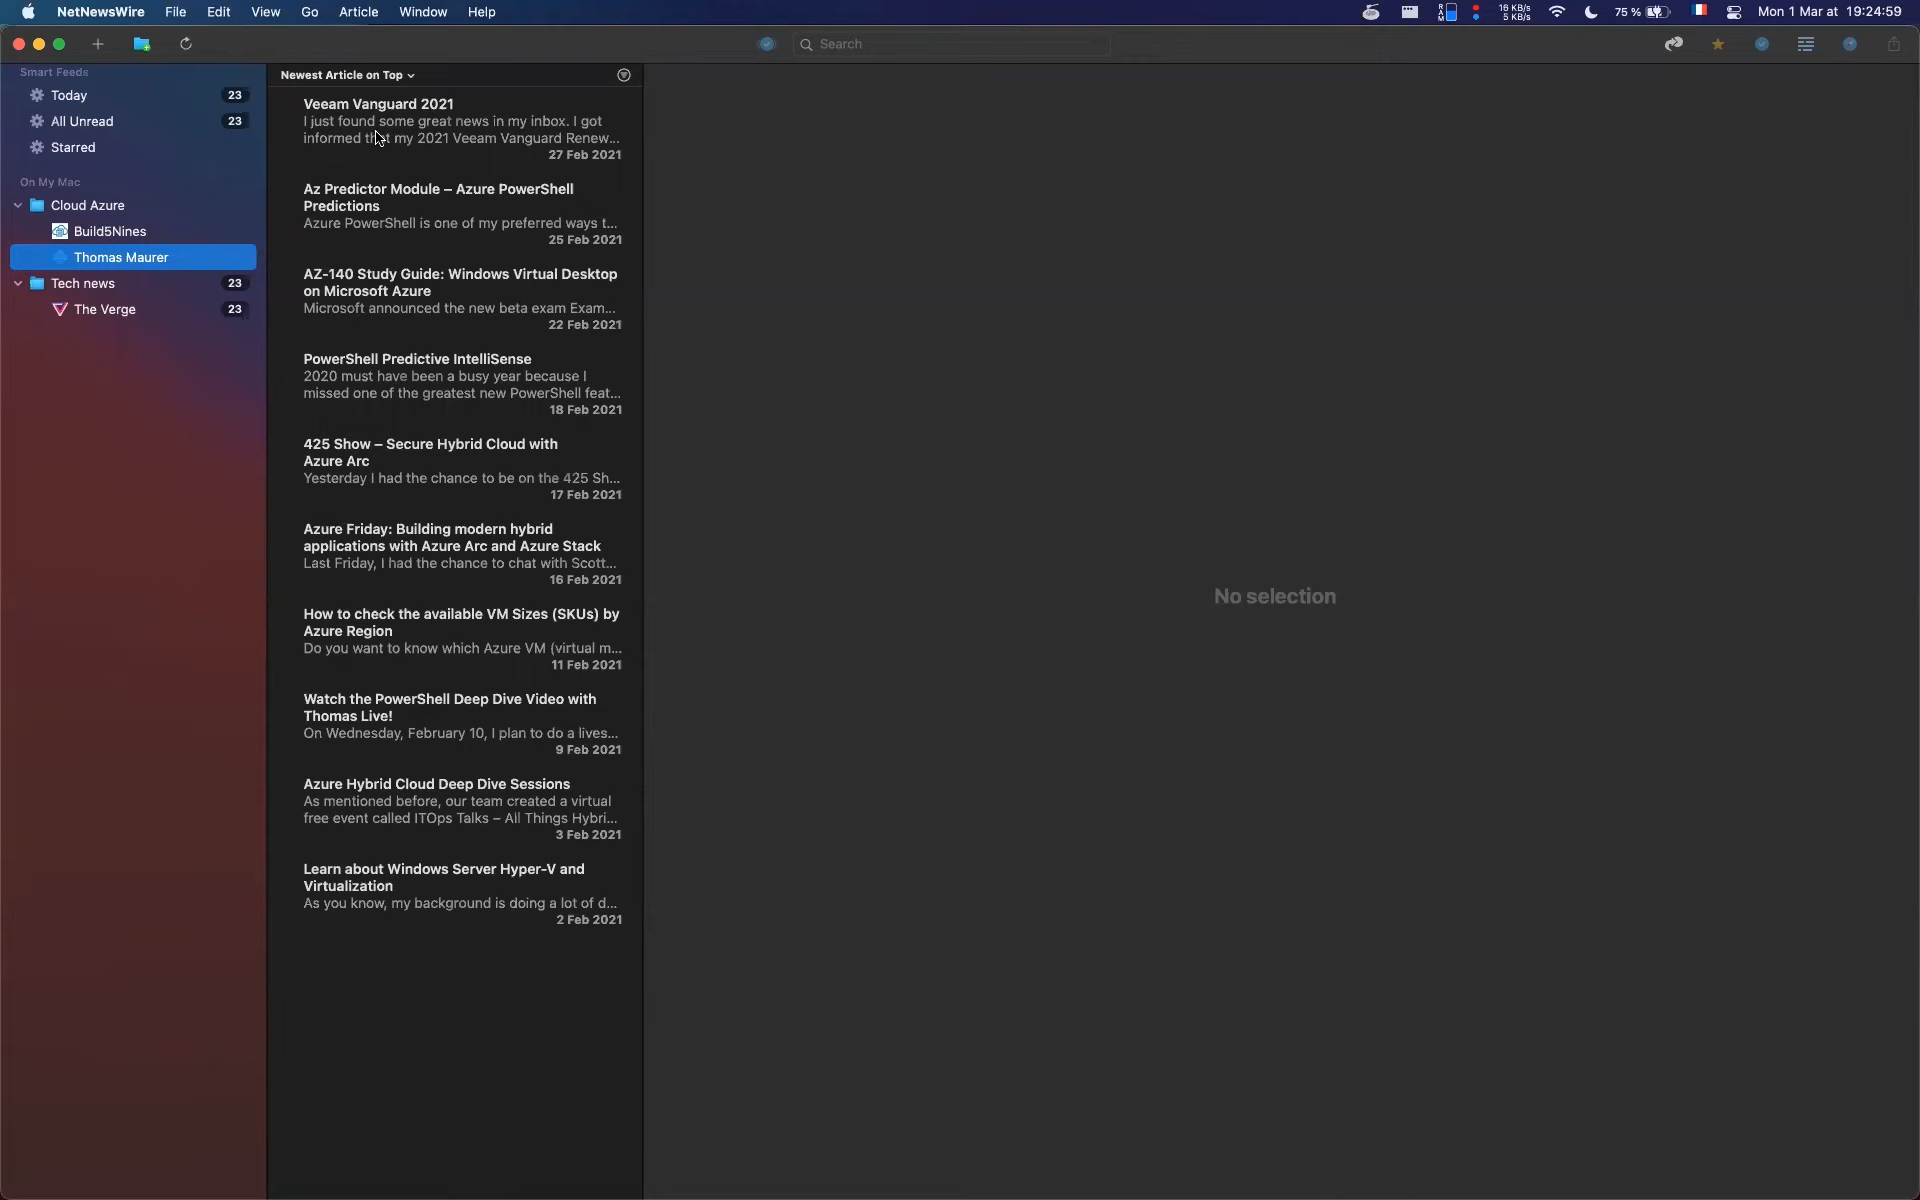 NetNewsWire File Edit View Go Article Window Help
16 KB/s
5 KB/s
75 %
Mon 1 Mar at 19:24:59
Search
Smart Feeds
Today 23
All Unread 23
Starred
On My Mac
Cloud Azure
Build5Nines
Thomas Maurer
Tech news 23
The Verge 23
Newest Article on Top
Veeam Vanguard 2021
I just found some great news in my inbox. I got
informed that my 2021 Veeam Vanguard Renew...
27 Feb 2021
Az Predictor Module – Azure PowerShell
Predictions
Azure PowerShell is one of my preferred ways t...
25 Feb 2021
AZ-140 Study Guide: Windows Virtual Desktop
on Microsoft Azure
Microsoft announced the new beta exam Exam...
22 Feb 2021
PowerShell Predictive IntelliSense
2020 must have been a busy year because I
missed one of the greatest new PowerShell feat...
18 Feb 2021
425 Show – Secure Hybrid Cloud with
Azure Arc
Yesterday I had the chance to be on the 425 Sh...
17 Feb 2021
Azure Friday: Building modern hybrid
applications with Azure Arc and Azure Stack
Last Friday, I had the chance to chat with Scott...
16 Feb 2021
How to check the available VM Sizes (SKUs) by
Azure Region
Do you want to know which Azure VM (virtual m...
11 Feb 2021
Watch the PowerShell Deep Dive Video with
Thomas Live!
On Wednesday, February 10, I plan to do a lives...
9 Feb 2021
Azure Hybrid Cloud Deep Dive Sessions
As mentioned before, our team created a virtual
free event called ITOps Talks – All Things Hybri...
3 Feb 2021
Learn about Windows Server Hyper-V and
Virtualization
As you know, my background is doing a lot of d...
2 Feb 2021
No selection